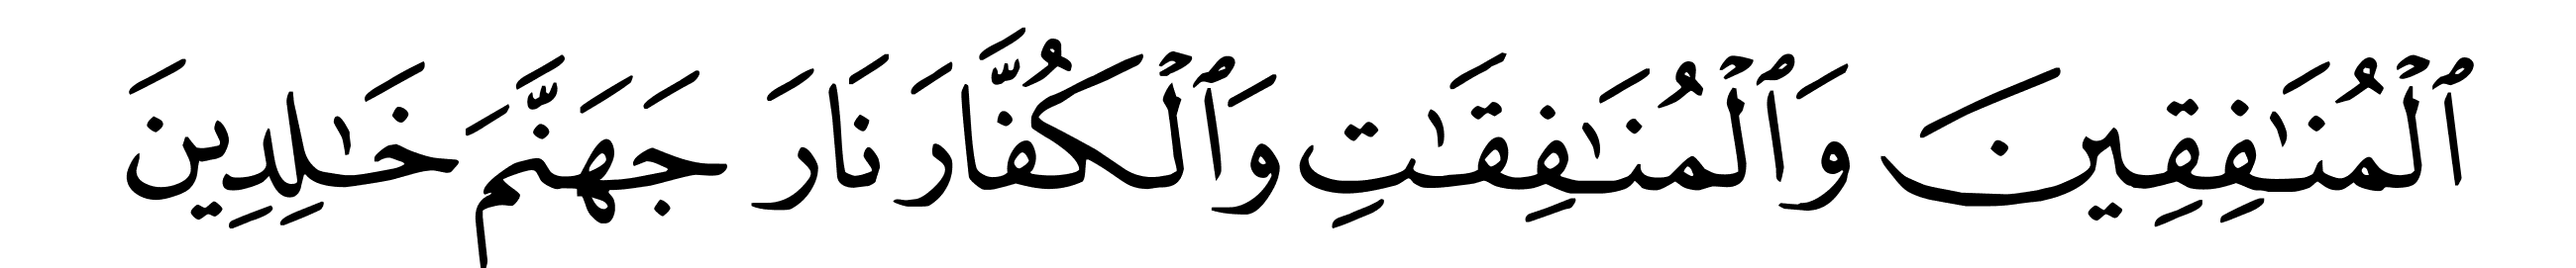 ٱلْمُنَـٰفِقِينَ وَٱلْمُنَـٰفِقَـٰتِ وَٱلْكُفَّارَ نَارَ جَهَنَّمَ خَـٰلِدِينَ